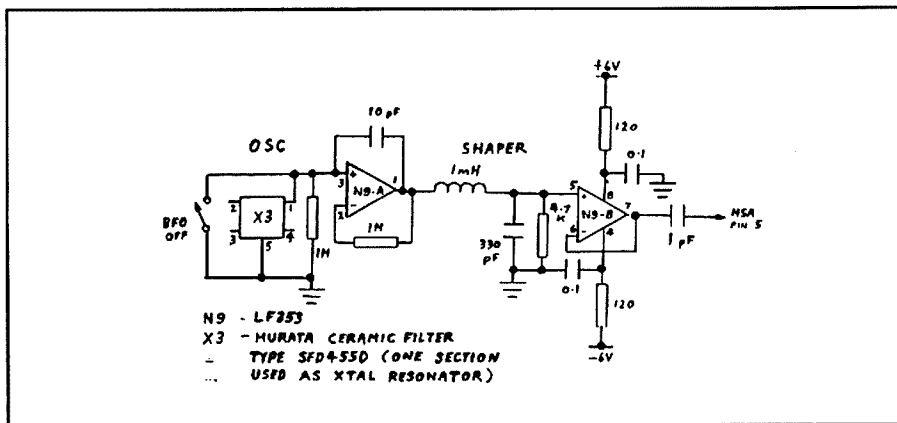 +6V
10 pF
120
OSC
SHAPER
0.1
1mH
3
+
N9-A
1
5
+
8
N9-B
7
2
1
X3
BFO
OFF
2
-
4.7
K
6
-
4
1 pF
N5A
PIN 5
3
4
5
1M
1M
330
pF
0.1
120
N9 - LF353
X3 - MURATA CERAMIC FILTER
TYPE SFD455D (ONE SECTION
USED AS XTAL RESONATOR)
-6V